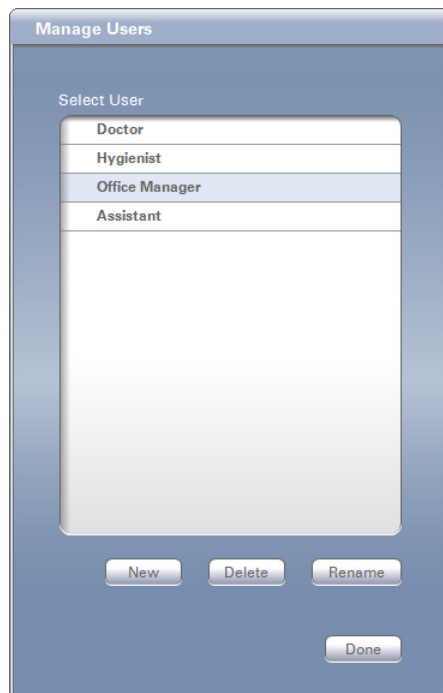 Manage Users
Select User
Doctor
Hygienist
Office Manager
Assistant
New Delete Rename
Done